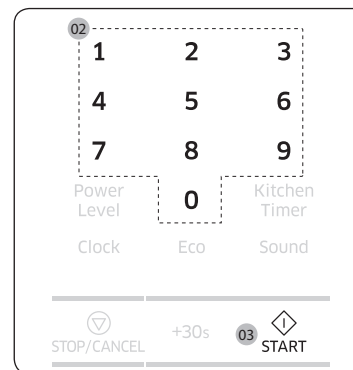 02
1 2 3
4 5 6
7 8 9
Power Level 0 Kitchen Timer
Clock Eco Sound
STOP/CANCEL +30s 03 START